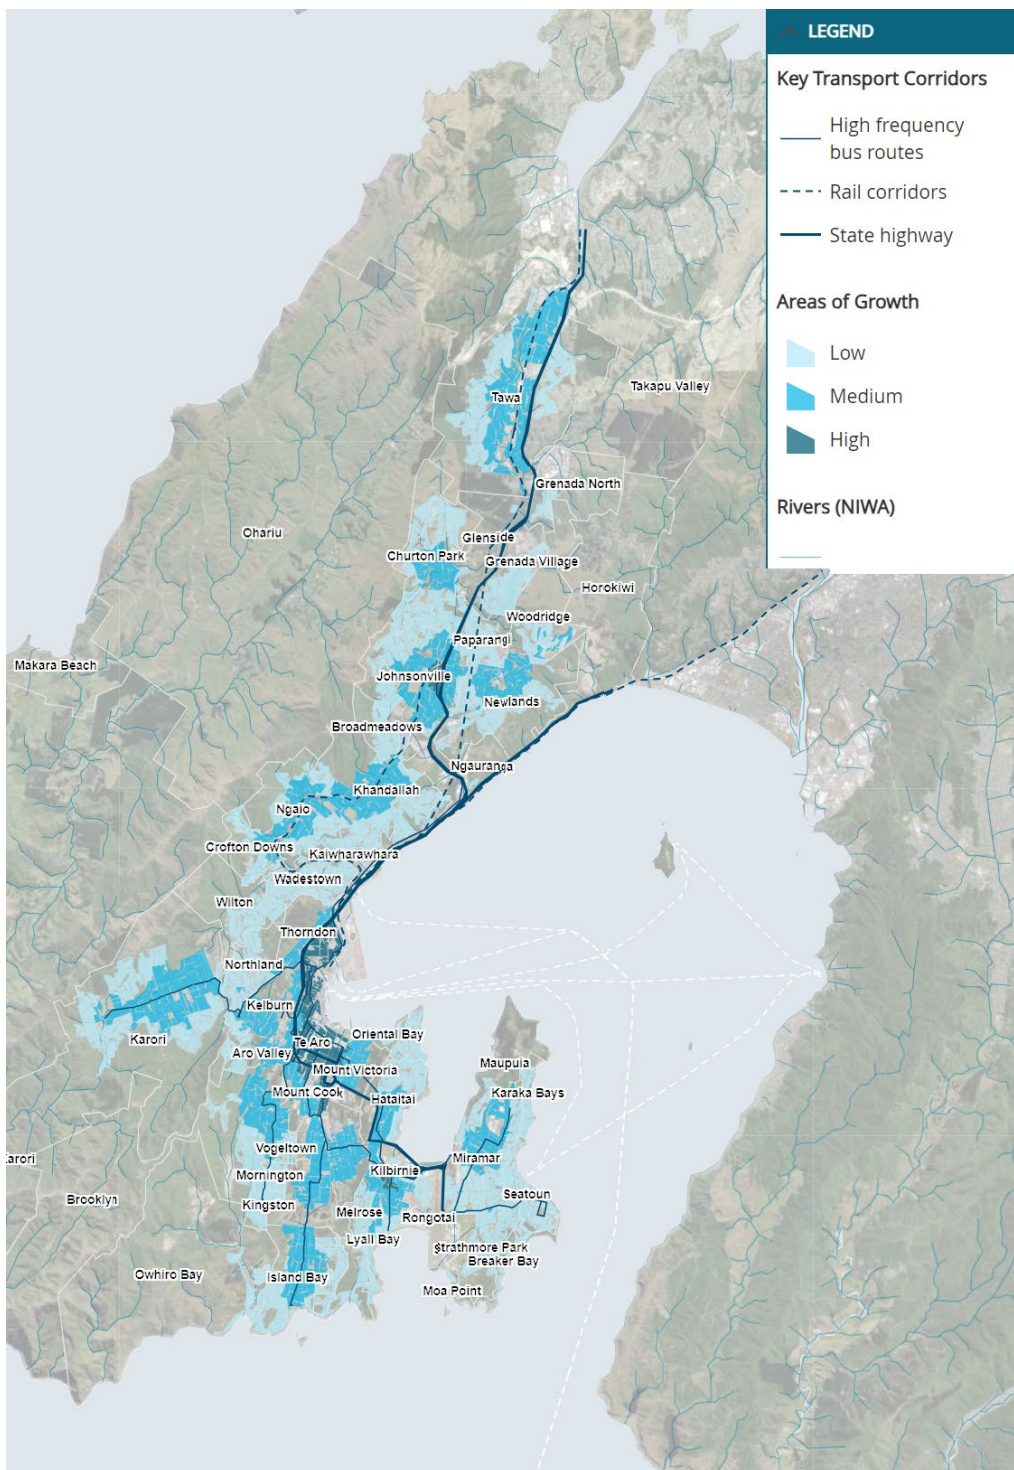 LEGEND
Key Transport Corridors
High frequency
bus routes
Rail corridors
State highway
Areas of Growth
Low
Medium
High
Rivers (NIWA)
Takapu Valley
Tawa
Grenada North
Ohariu
Glenside
Churton Park
Grenada Village
Horokiwi
Woodridge
Paparangi
Makara Beach
Johnsonville
Newlands
Broadmeadows
Ngauranga
Khandallah
Ngaio
Crofton Downs
Kaiwharawhara
Wadestown
Wilton
Thorndon
Northland
Kelburn
Karori
Te Aro
Oriental Bay
Aro Valley
Mount Victoria
Maupuia
Mount Cook
Hataitai
Karaka Bays
Vogeltown
Miramar
Karori
Kilbirnie
Mornington
Brooklyn
Kingston
Melrose
Rongotai
Seatoun
Lyall Bay
Strathmore Park
Breaker Bay
Owhiro Bay
Island Bay
Moa Point